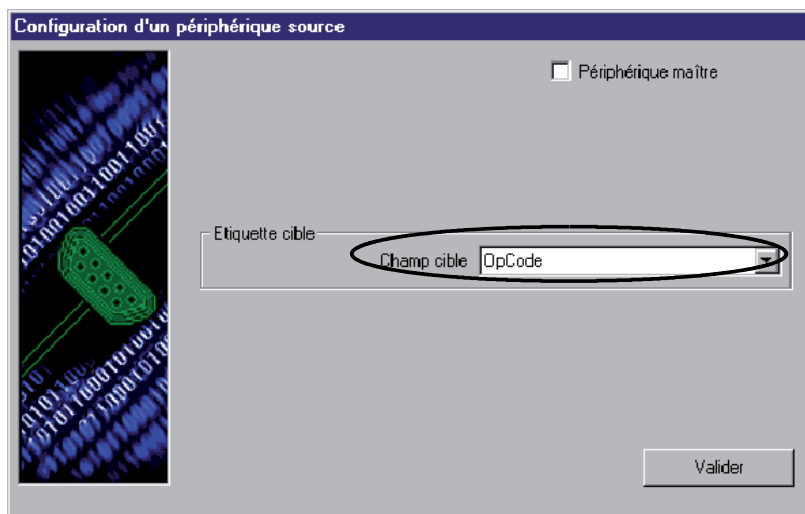 Configuration d'un périphérique source
Périphérique maître
Etiquette cible
Champ cible OpCode
Valider